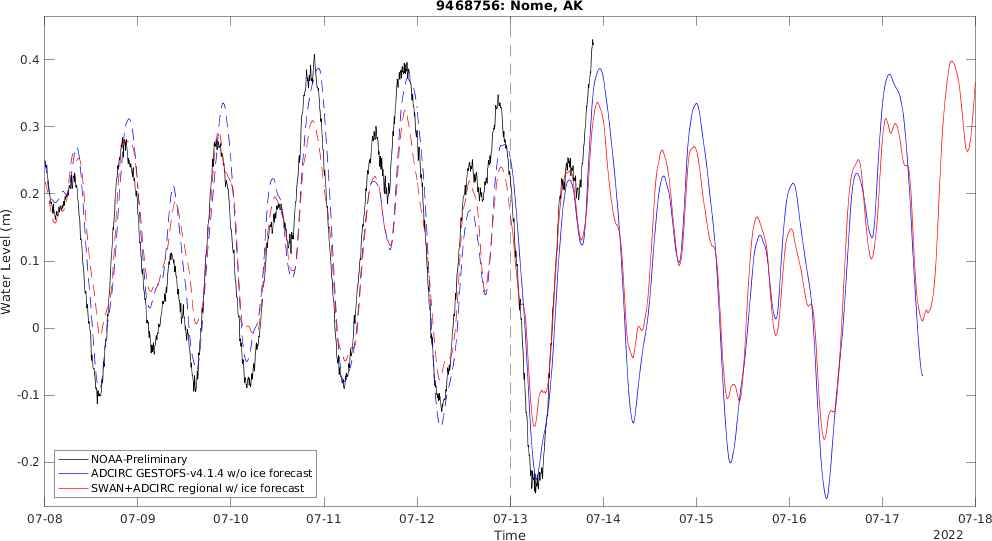 9468756: Nome, AK
Water Level (m)
0.4
0.3
0.2
0.1
0
-0.1
-0.2
NOAA-Preliminary
ADCIRC GESTOFS-v4.1.4 w/o ice forecast
SWAN+ADCIRC regional w/ ice forecast
07-08 07-09 07-10 07-11 07-12 07-13 07-14 07-15 07-16 07-17 07-18
Time
2022